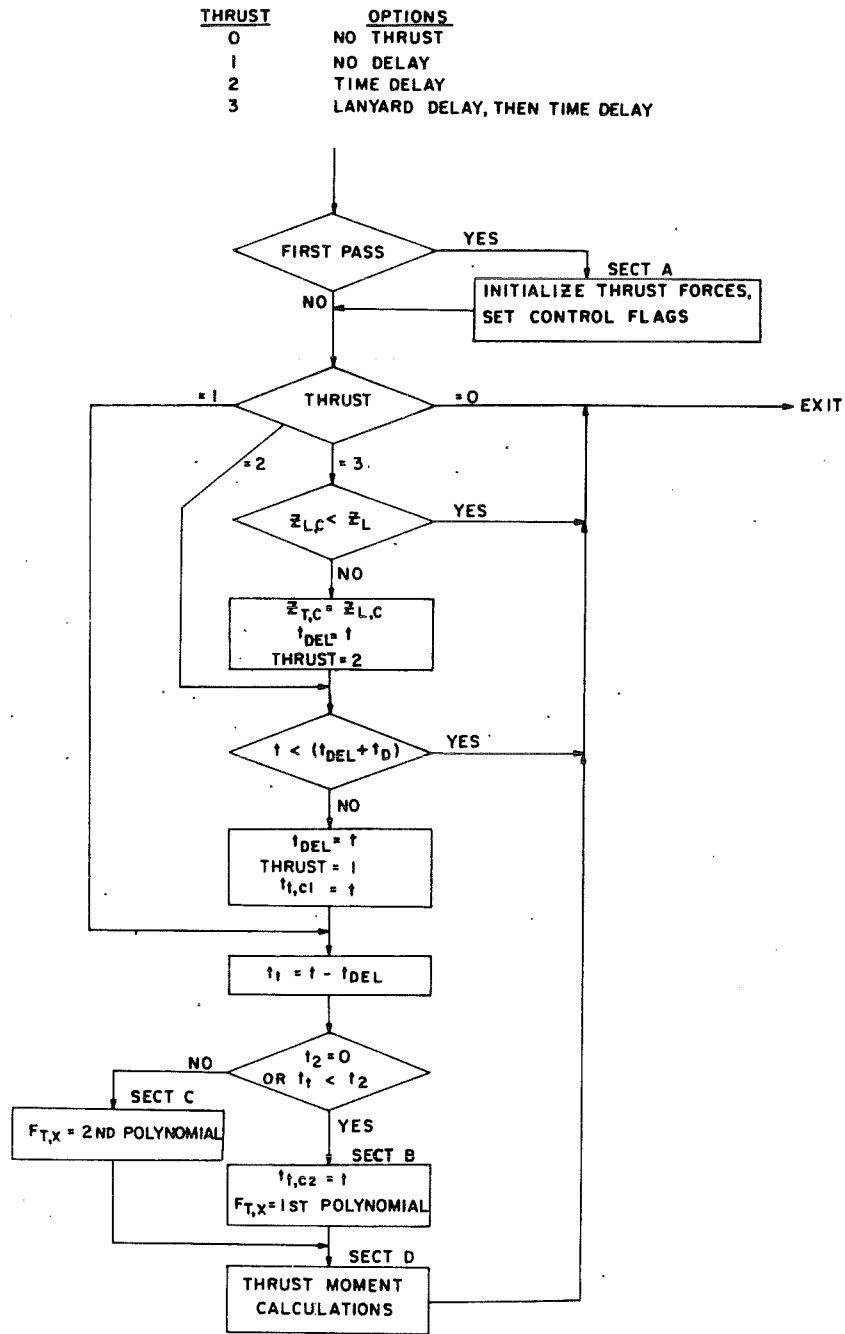 THRUST OPTIONS
0 NO THRUST
1 NO DELAY
2 TIME DELAY
3 LANYARD DELAY, THEN TIME DELAY
FIRST PASS
YES
SECT A
INITIALIZE THRUST FORCES,
SET CONTROL FLAGS
NO
=1
THRUST
=0
EXIT
=2
=3
Z_L,C < Z_L
YES
NO
Z_T,C = Z_L,C
t_DEL = t
THRUST = 2
t < (t_DEL + t_D)
YES
NO
t_DEL = t
THRUST = 1
t_t,c1 = t
t_t = t - t_DEL
NO
t_2 = 0
OR t_t < t_2
SECT C
F_T,X = 2ND POLYNOMIAL
YES
SECT B
t_t,c2 = t
F_T,X = 1ST POLYNOMIAL
SECT D
THRUST MOMENT
CALCULATIONS